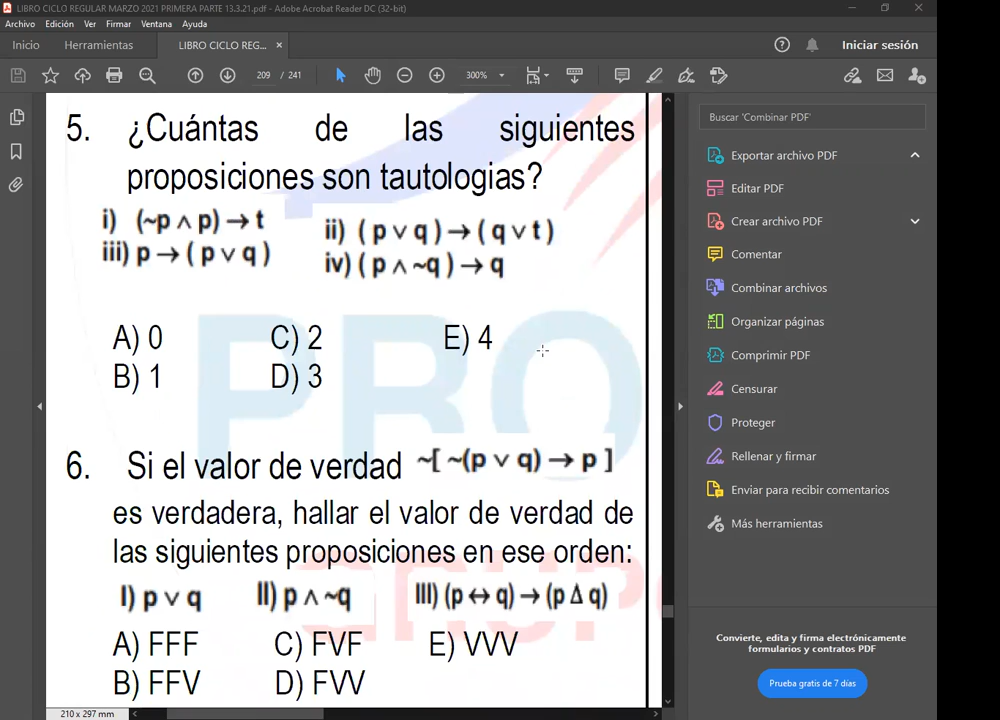 LIBRO CICLO REGULAR MARZO 2021 PRIMERA PARTE 13.3.21.pdf - Adobe Acrobat Reader DC (32-bit)
Archivo Edición Ver Firmar Ventana Ayuda
Inicio Herramientas LIBRO CICLO REG... × Iniciar sesión
209 / 241 300%
5. ¿Cuántas de las siguientes
proposiciones son tautologias?
i) (~p ∧ p) → t ii) ( p ∨ q ) → ( q ∨ t )
iii) p → ( p ∨ q ) iv) ( p ∧ ~q ) → q
A) 0 C) 2 E) 4
B) 1 D) 3
PRO
GRUPO
6. Si el valor de verdad ~[ ~(p ∨ q) → p ]
es verdadera, hallar el valor de verdad de
las siguientes proposiciones en ese orden:
I) p ∨ q II) p ∧ ~q III) (p ↔ q) → (p Δ q)
A) FFF C) FVF E) VVV
B) FFV D) FVV
210 x 297 mm
Buscar 'Combinar PDF'
Exportar archivo PDF
Editar PDF
Crear archivo PDF
Comentar
Combinar archivos
Organizar páginas
Comprimir PDF
Censurar
Proteger
Rellenar y firmar
Enviar para recibir comentarios
Más herramientas
Convierte, edita y firma electrónicamente
formularios y contratos PDF
Prueba gratis de 7 días